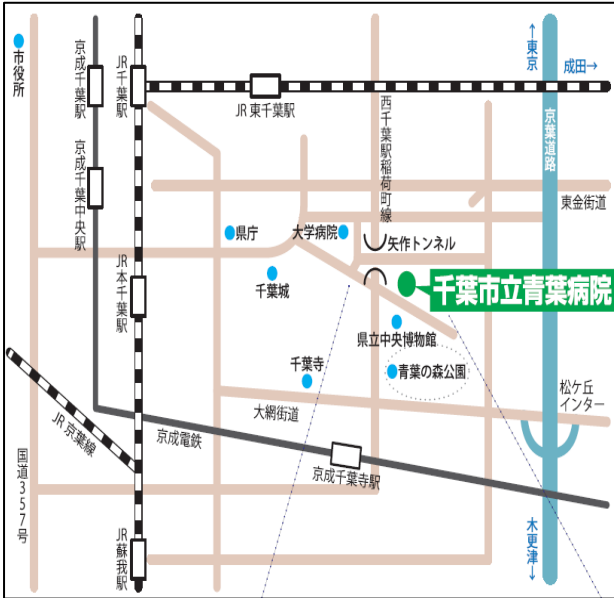 市役所
京成千葉駅
JR千葉駅
JR東千葉駅
西千葉駅稲荷町線
↑東京
成田→
京葉道路
京成千葉中央駅
東金街道
県庁
大学病院
矢作トンネル
千葉城
JR本千葉駅
千葉市立青葉病院
県立中央博物館
千葉寺
青葉の森公園
大網街道
松ケ丘
インター
JR京葉線
京成電鉄
京成千葉寺駅
国道357号
JR蘇我駅
木更津↓